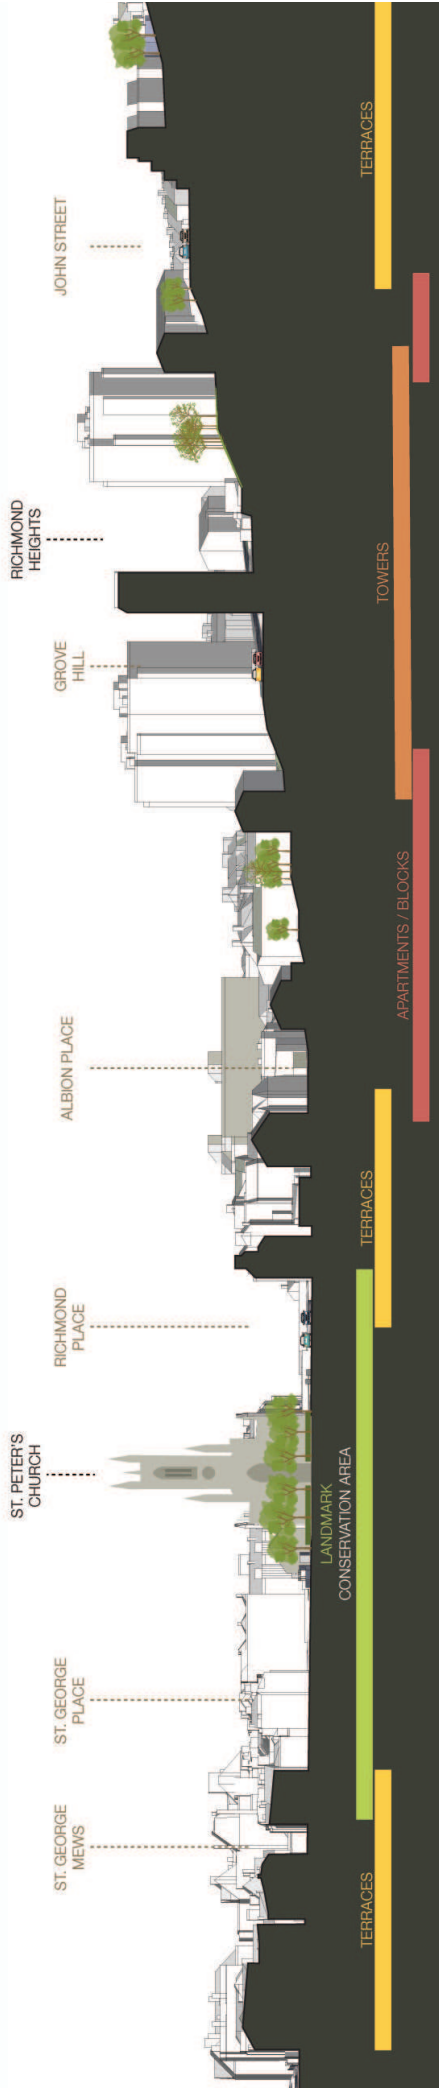 ST. GEORGE
MEWS
ST. GEORGE
PLACE
ST. PETER'S
CHURCH
RICHMOND
PLACE
ALBION PLACE
GROVE
HILL
RICHMOND
HEIGHTS
JOHN STREET
TERRACES
LANDMARK
CONSERVATION AREA
TERRACES
APARTMENTS / BLOCKS
TOWERS
TERRACES